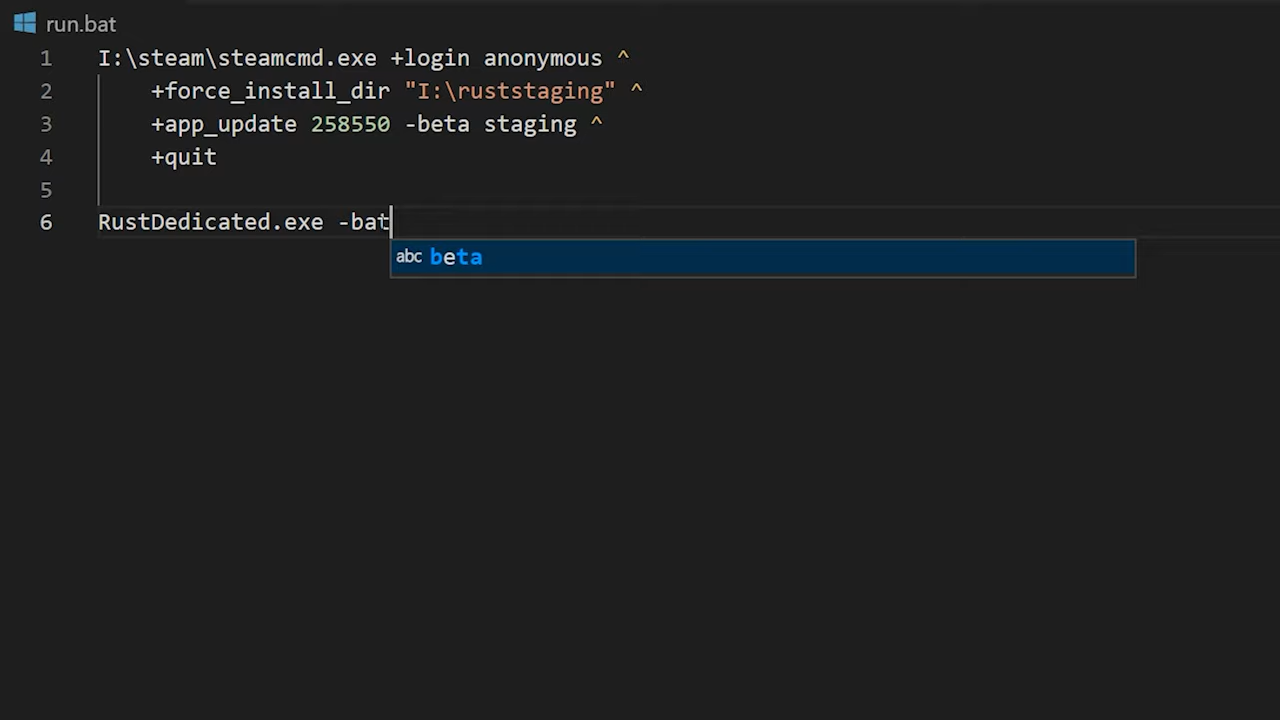 run.bat
1 I:\steam\steamcmd.exe +login anonymous ^
2 +force_install_dir "I:\ruststaging" ^
3 +app_update 258550 -beta staging ^
4 +quit
5
6 RustDedicated.exe -bat
abc beta